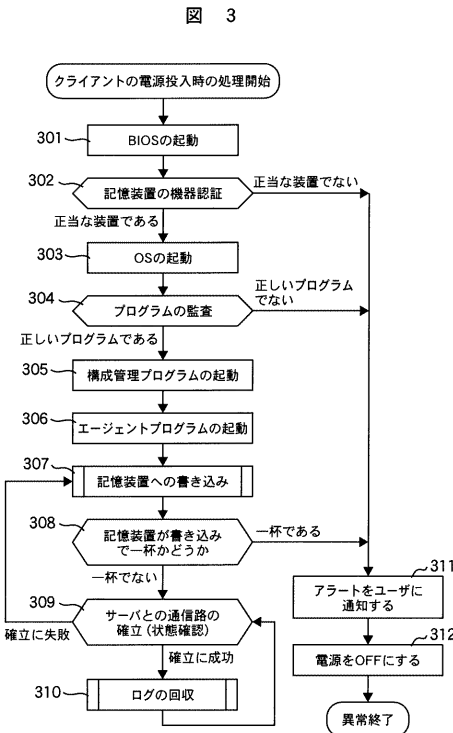 図 3
クライアントの電源投入時の処理開始
301
BIOSの起動
302
記憶装置の機器認証
正当な装置でない
正当な装置である
303
OSの起動
304
プログラムの監査
正しいプログラム
でない
正しいプログラムである
305
構成管理プログラムの起動
306
エージェントプログラムの起動
307
記憶装置への書き込み
308
記憶装置が書き込み
で一杯かどうか
一杯である
一杯でない
309
サーバとの通信路の
確立(状態確認)
確立に失敗
確立に成功
310
ログの回収
311
アラートをユーザに
通知する
312
電源をOFFにする
異常終了